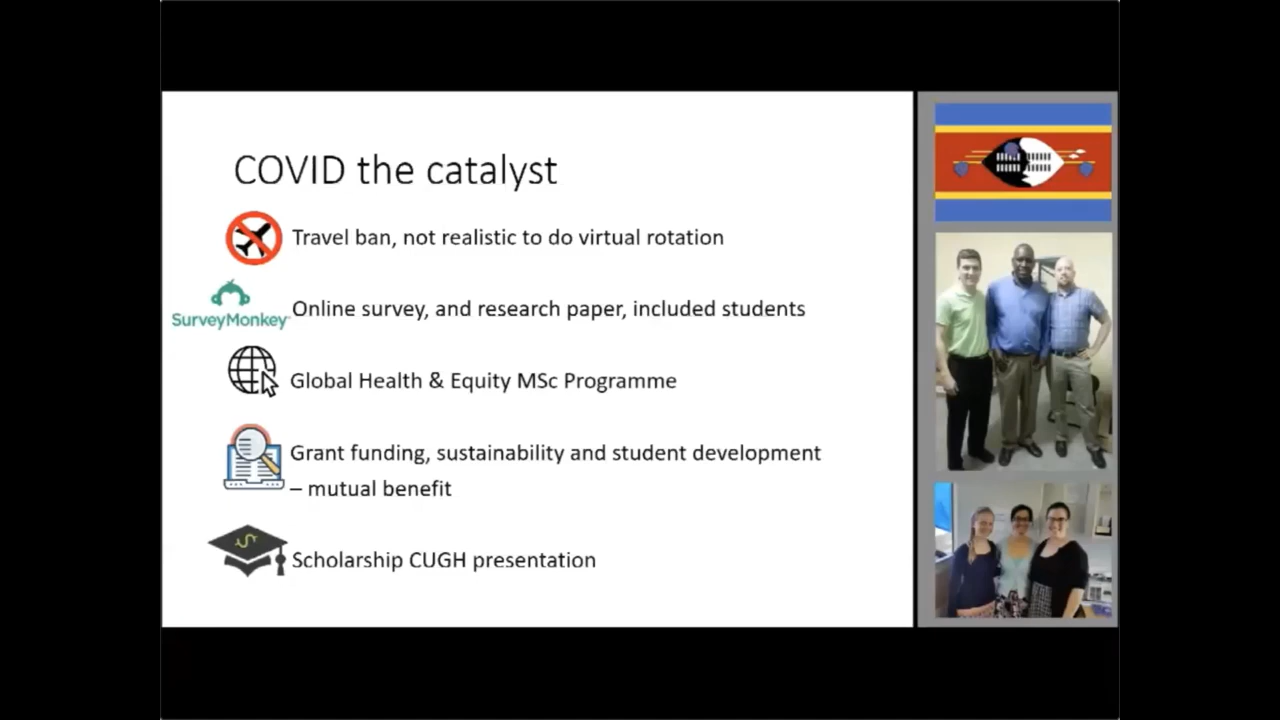 COVID the catalyst
Travel ban, not realistic to do virtual rotation
SurveyMonkey
Online survey, and research paper, included students
Global Health & Equity MSc Programme
Grant funding, sustainability and student development
– mutual benefit
Scholarship CUGH presentation